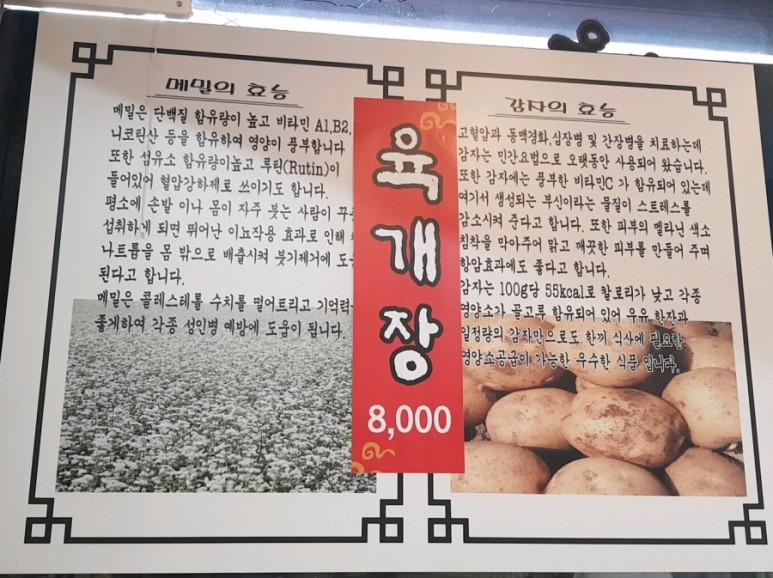 메밀의 효능
메밀은 단백질 함유량이 높고 비타민 A1,B2,
니코틴산 등을 함유하여 영양이 풍부합니다
또한 섬유소 함유량이높고 루틴(Rutin)이
들어있어 혈압강하제로 쓰이기도 합니다.
평소에 손발 이나 몸이 자주 붓는 사람이
섭취하게 되면 뛰어난 이뇨작용 효과로 인해
나트륨을 몸 밖으로 배출시켜 붓기제거에
된다고 합니다.
메밀은 콜레스테롤 수치를 떨어트리고 기억력
좋게하여 각종 성인병 예방에 도움이 됩니다.
육개장
8,000
감자의 효능
고혈압과 동맥경화,심장병 및 간장병을 치료하는데
감자는 민간요법으로 오랫동안 사용되어 왔습니다.
또한 감자에는 풍부한 비타민C 가 함유되어 있는데
여기서 생성되는 부신이라는 물질이 스트레스를
감소시켜 준다고 합니다. 또한 피부의 멜라닌 색소
침착을 막아주어 맑고 깨끗한 피부를 만들어 주며
항암효과에도 좋다고 합니다.
감자는 100g당 55kcal로 칼로리가 낮고 각종
영양소가 골고루 함유되어 있어 우유 한잔과
일정량의 감자만으로도 한끼 식사에 필요한
영양소공급이 가능한 우수한 식품 입니다.